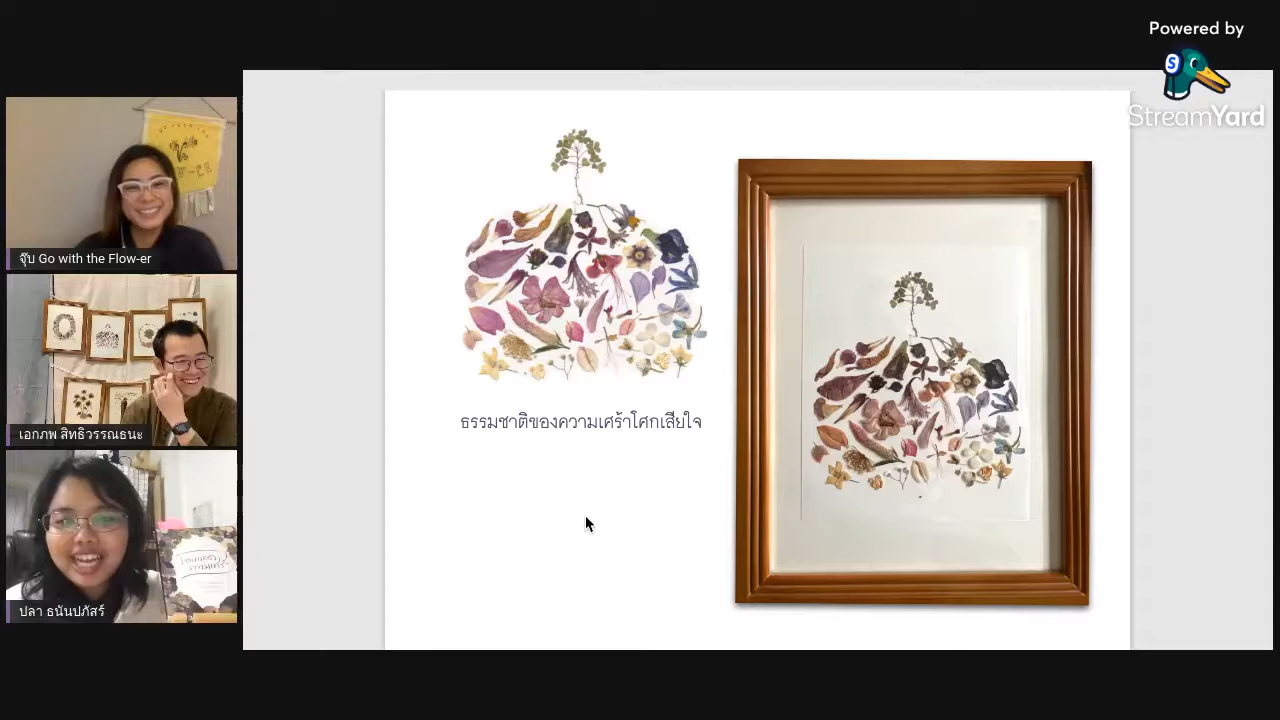 Powered by
S
StreamYard
จุ๊บ Go with the Flow-er
เอกภพ สิทธิวรรณธนะ
ปลา ธนันปภัสร์
ธรรมชาติของความเศร้าโศกเสียใจ